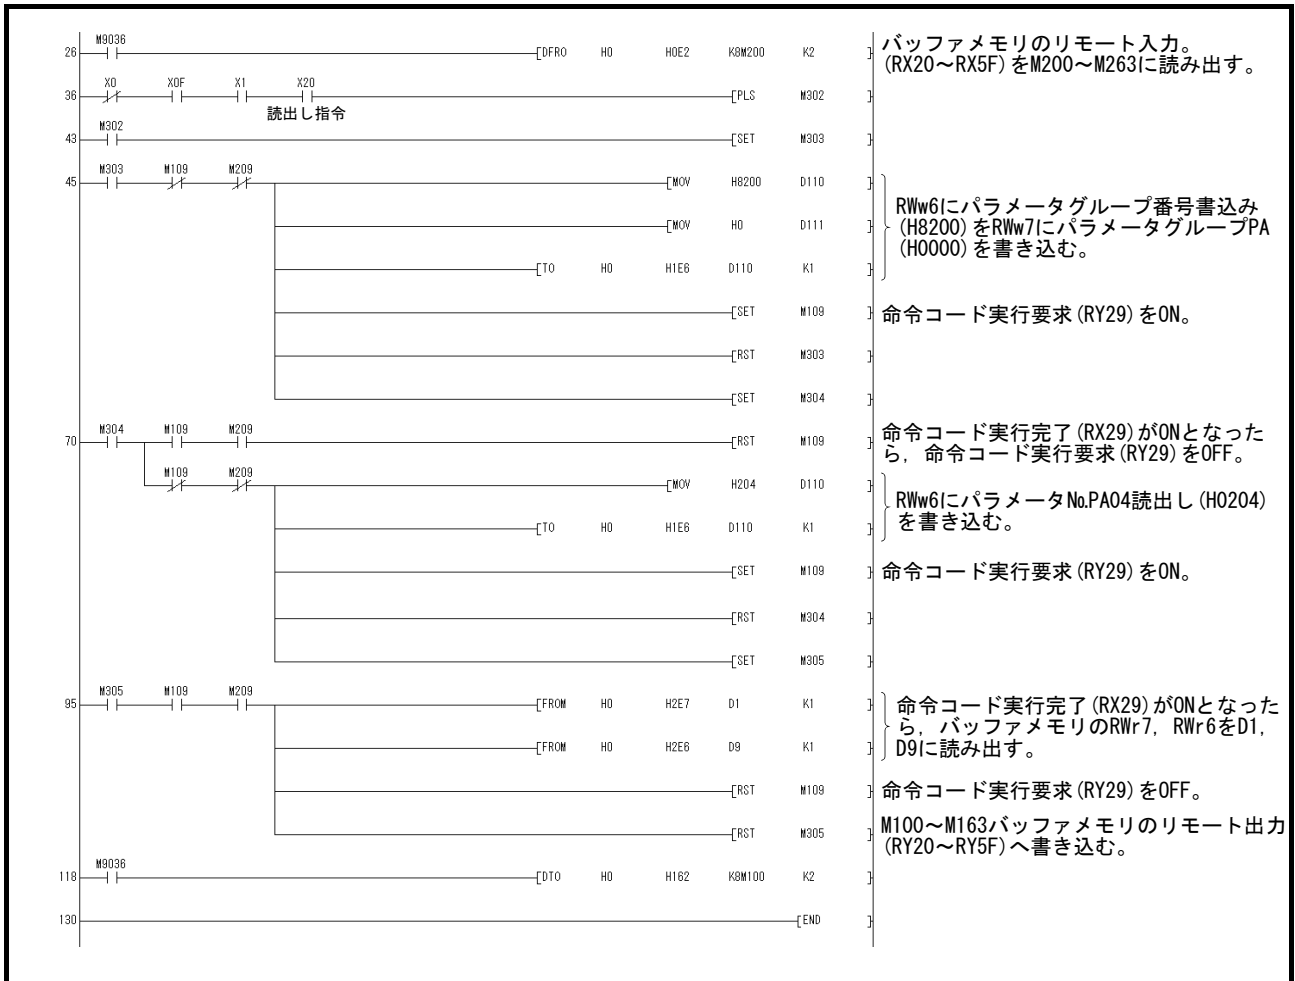 M9036
26 [DFRO H0 H0E2 K8M200 K2 ]
バッファメモリのリモート入力。
(RX20～RX5F)をM200～M263に読み出す。
X0 X0F X1 X20
36 [PLS M302 ]
読出し指令
M302
43 [SET M303 ]
M303 M109 M209
45 [MOV H8200 D110 ]
[MOV H0 D111 ]
[TO H0 H1E6 D110 K1 ]
RWw6にパラメータグループ番号書込み
(H8200)をRWw7にパラメータグループPA
(H0000)を書き込む。
[SET M109 ]
命令コード実行要求(RY29)をON。
[RST M303 ]
[SET M304 ]
M304 M109 M209
70 [RST M109 ]
命令コード実行完了(RX29)がONとなった
ら，命令コード実行要求(RY29)をOFF。
M109 M209
[MOV H204 D110 ]
[TO H0 H1E6 D110 K1 ]
RWw6にパラメータ№PA04読出し(H0204)
を書き込む。
[SET M109 ]
命令コード実行要求(RY29)をON。
[RST M304 ]
[SET M305 ]
M305 M109 M209
95 [FROM H0 H2E7 D1 K1 ]
[FROM H0 H2E6 D9 K1 ]
命令コード実行完了(RX29)がONとなった
ら，バッファメモリのRWr7，RWr6をD1，
D9に読み出す。
[RST M109 ]
命令コード実行要求(RY29)をOFF。
[RST M305 ]
M100～M163バッファメモリのリモート出力
(RY20～RY5F)へ書き込む。
M9036
118 [DTO H0 H162 K8M100 K2 ]
130 [END ]